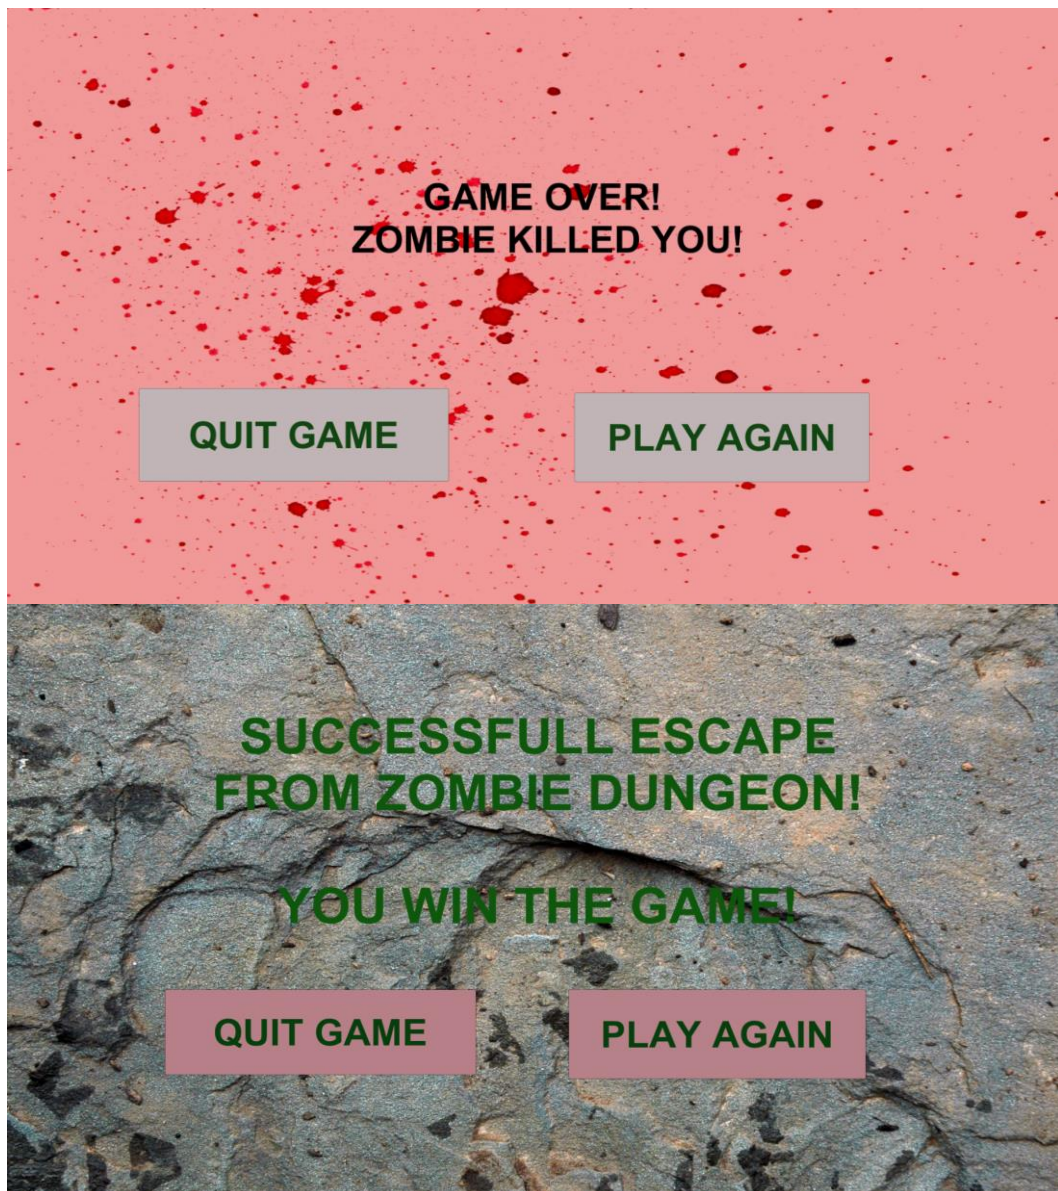 GAME OVER!
ZOMBIE KILLED YOU!
QUIT GAME
PLAY AGAIN
SUCCESSFULL ESCAPE
FROM ZOMBIE DUNGEON!
YOU WIN THE GAME!
QUIT GAME
PLAY AGAIN